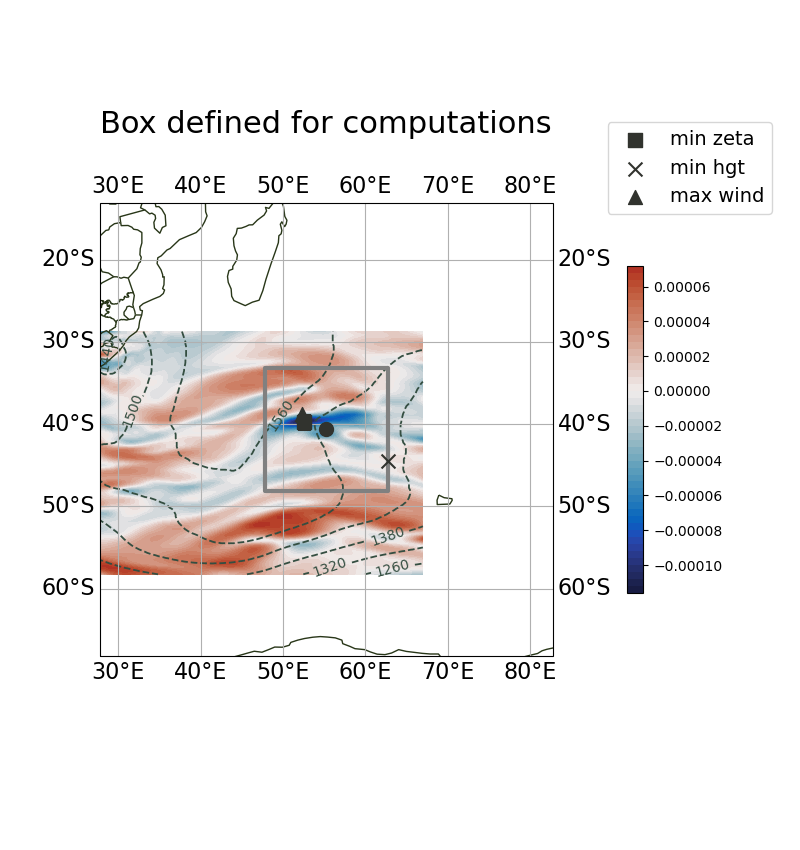 Box defined for computations
min zeta
min hgt
max wind
30°E 40°E 50°E 60°E 70°E 80°E
20°S 20°S
30°S 30°S
40°S 40°S
50°S 50°S
60°S 60°S
1500
1560
1380
1320
1260
30°E 40°E 50°E 60°E 70°E 80°E
0.00006
0.00004
0.00002
0.00000
−0.00002
−0.00004
−0.00006
−0.00008
−0.00010